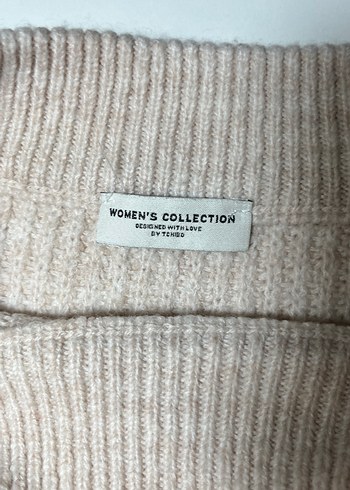 WOMEN'S COLLECTION
DESIGNED WITH LOVE
BY TCHIBO